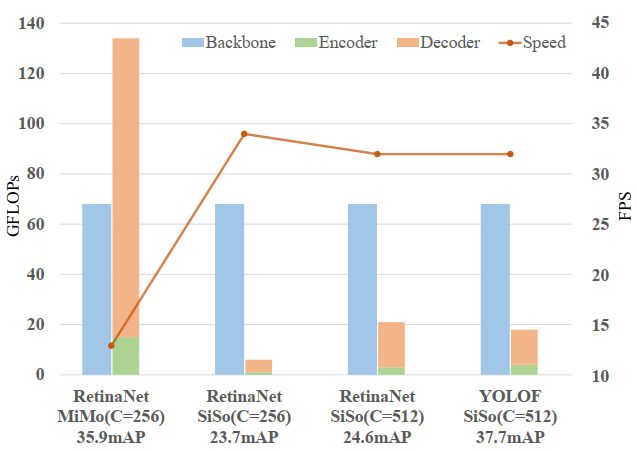 140
120
100
80
60
40
20
0
GFLOPs
Backbone Encoder Decoder Speed
45
40
35
30
25
20
15
10
FPS
RetinaNet
MiMo(C=256)
35.9mAP
RetinaNet
SiSo(C=256)
23.7mAP
RetinaNet
SiSo(C=512)
24.6mAP
YOLOF
SiSo(C=512)
37.7mAP